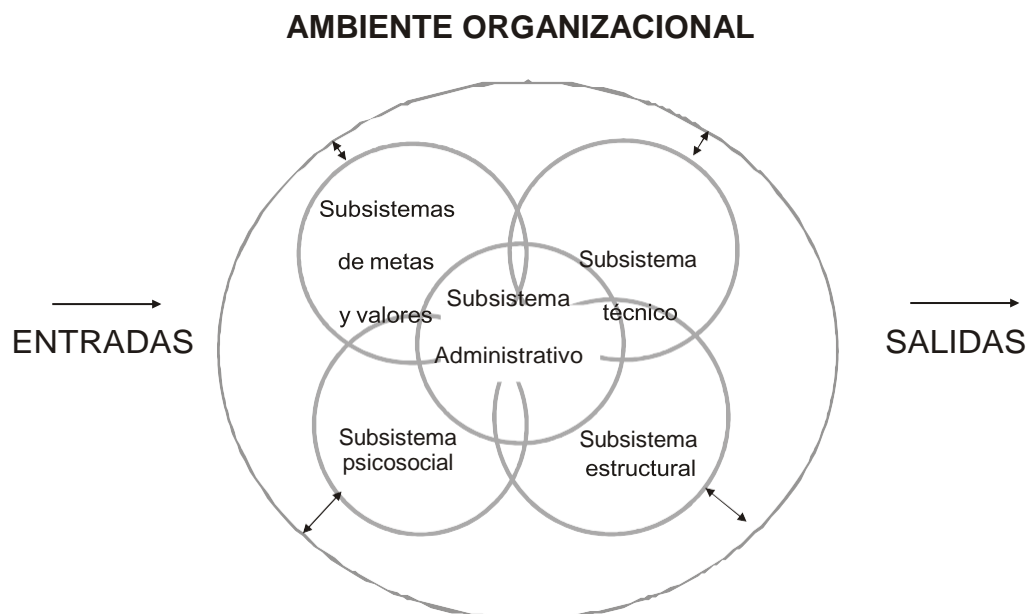 AMBIENTE ORGANIZACIONAL
Subsistemas
de metas
y valores
Subsistema
técnico
Subsistema
Administrativo
ENTRADAS
SALIDAS
Subsistema
psicosocial
Subsistema
estructural